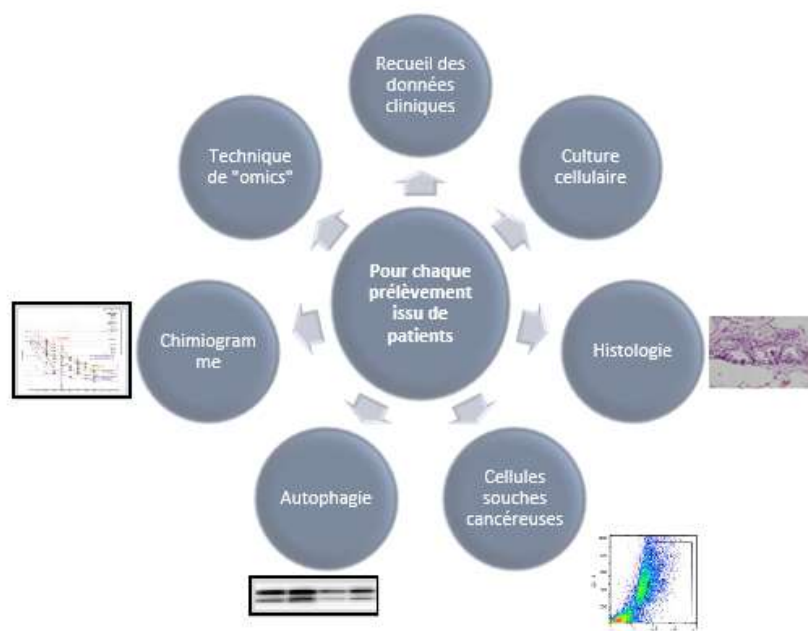 Recueil des
données
cliniques
Technique
de "omics"
Culture
cellulaire
Pour chaque
prélèvement
issu de
patients
Chimiogram
me
Histologie
Autophagie
Cellules
souches
cancéreuses